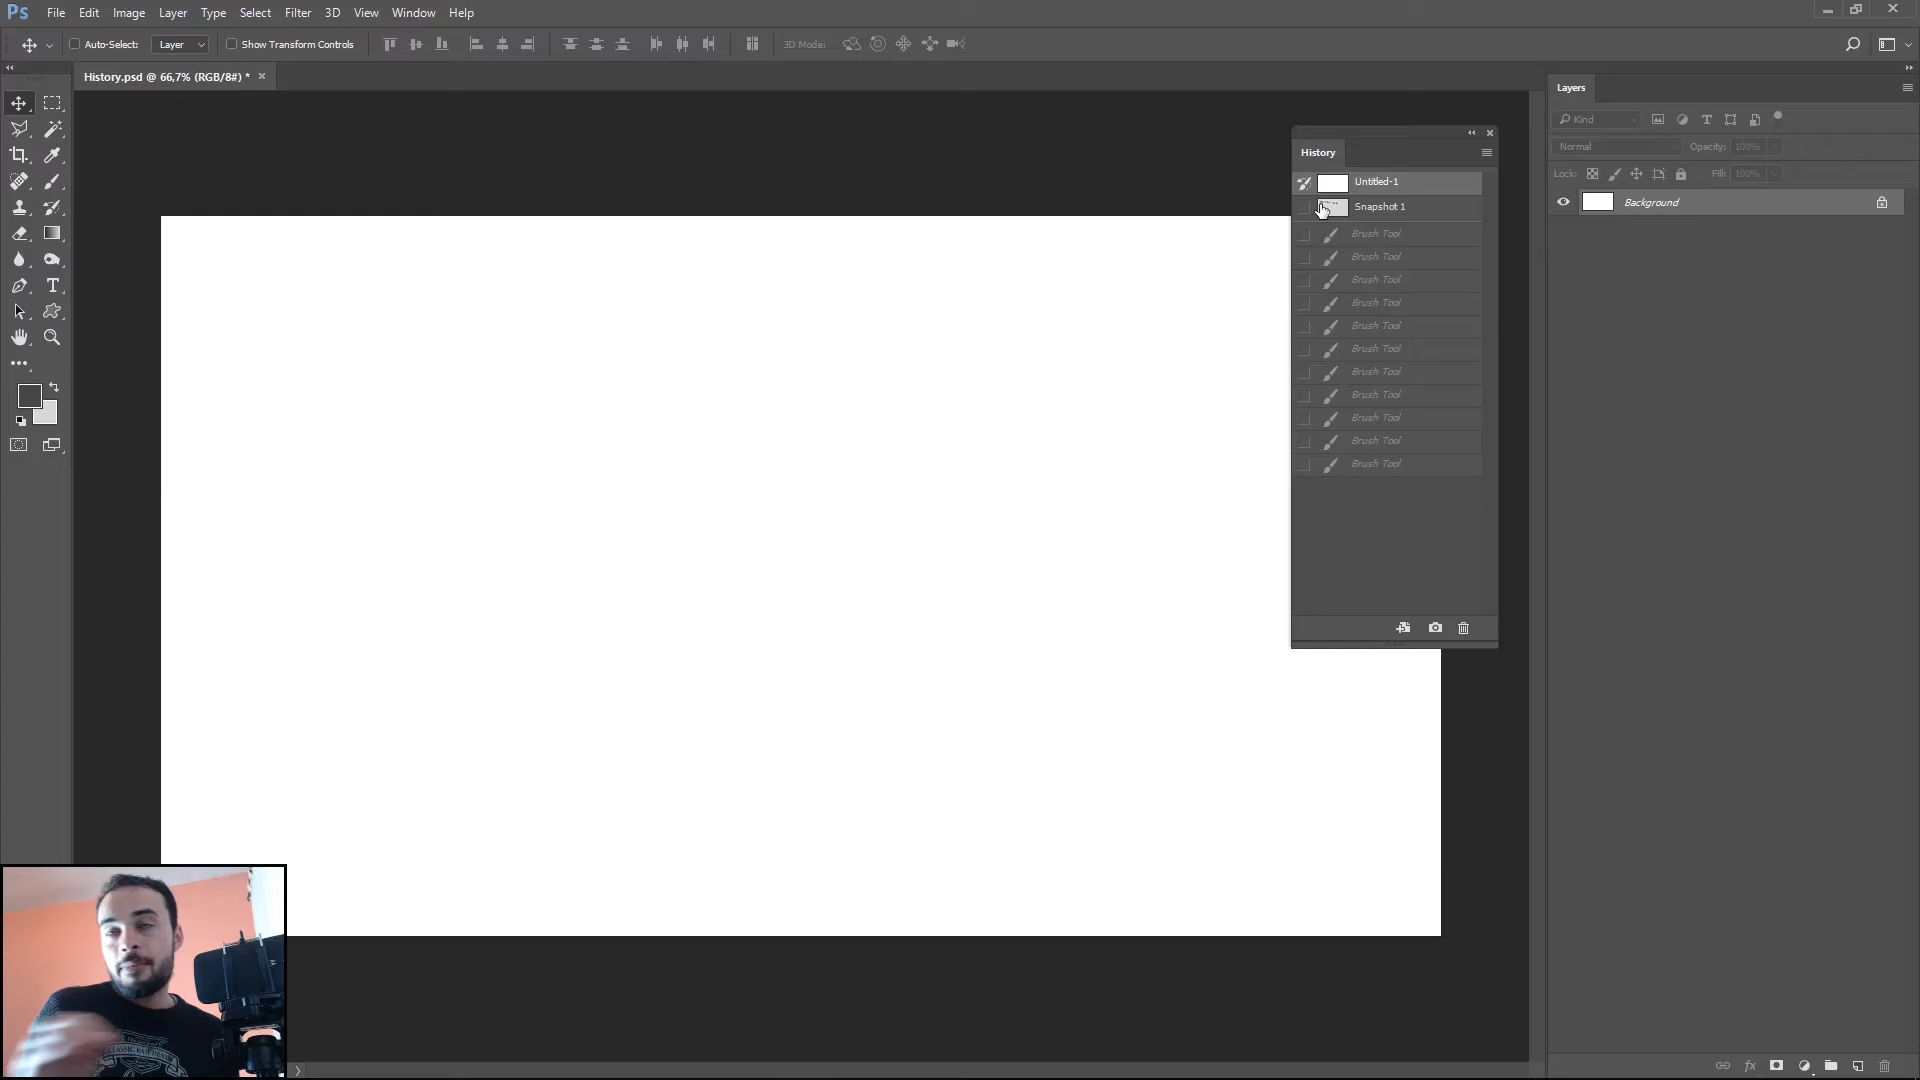 Ps File Edit Image Layer Type Select Filter 3D View Window Help
Auto-Select: Layer Show Transform Controls 3D Mode:
History.psd @ 66,7% (RGB/8#) *
Layers
Kind
Normal Opacity: 100%
Lock: Fill: 100%
Background
History
Untitled-1
Snapshot 1
Brush Tool
Brush Tool
Brush Tool
Brush Tool
Brush Tool
Brush Tool
Brush Tool
Brush Tool
Brush Tool
Brush Tool
Brush Tool
fx